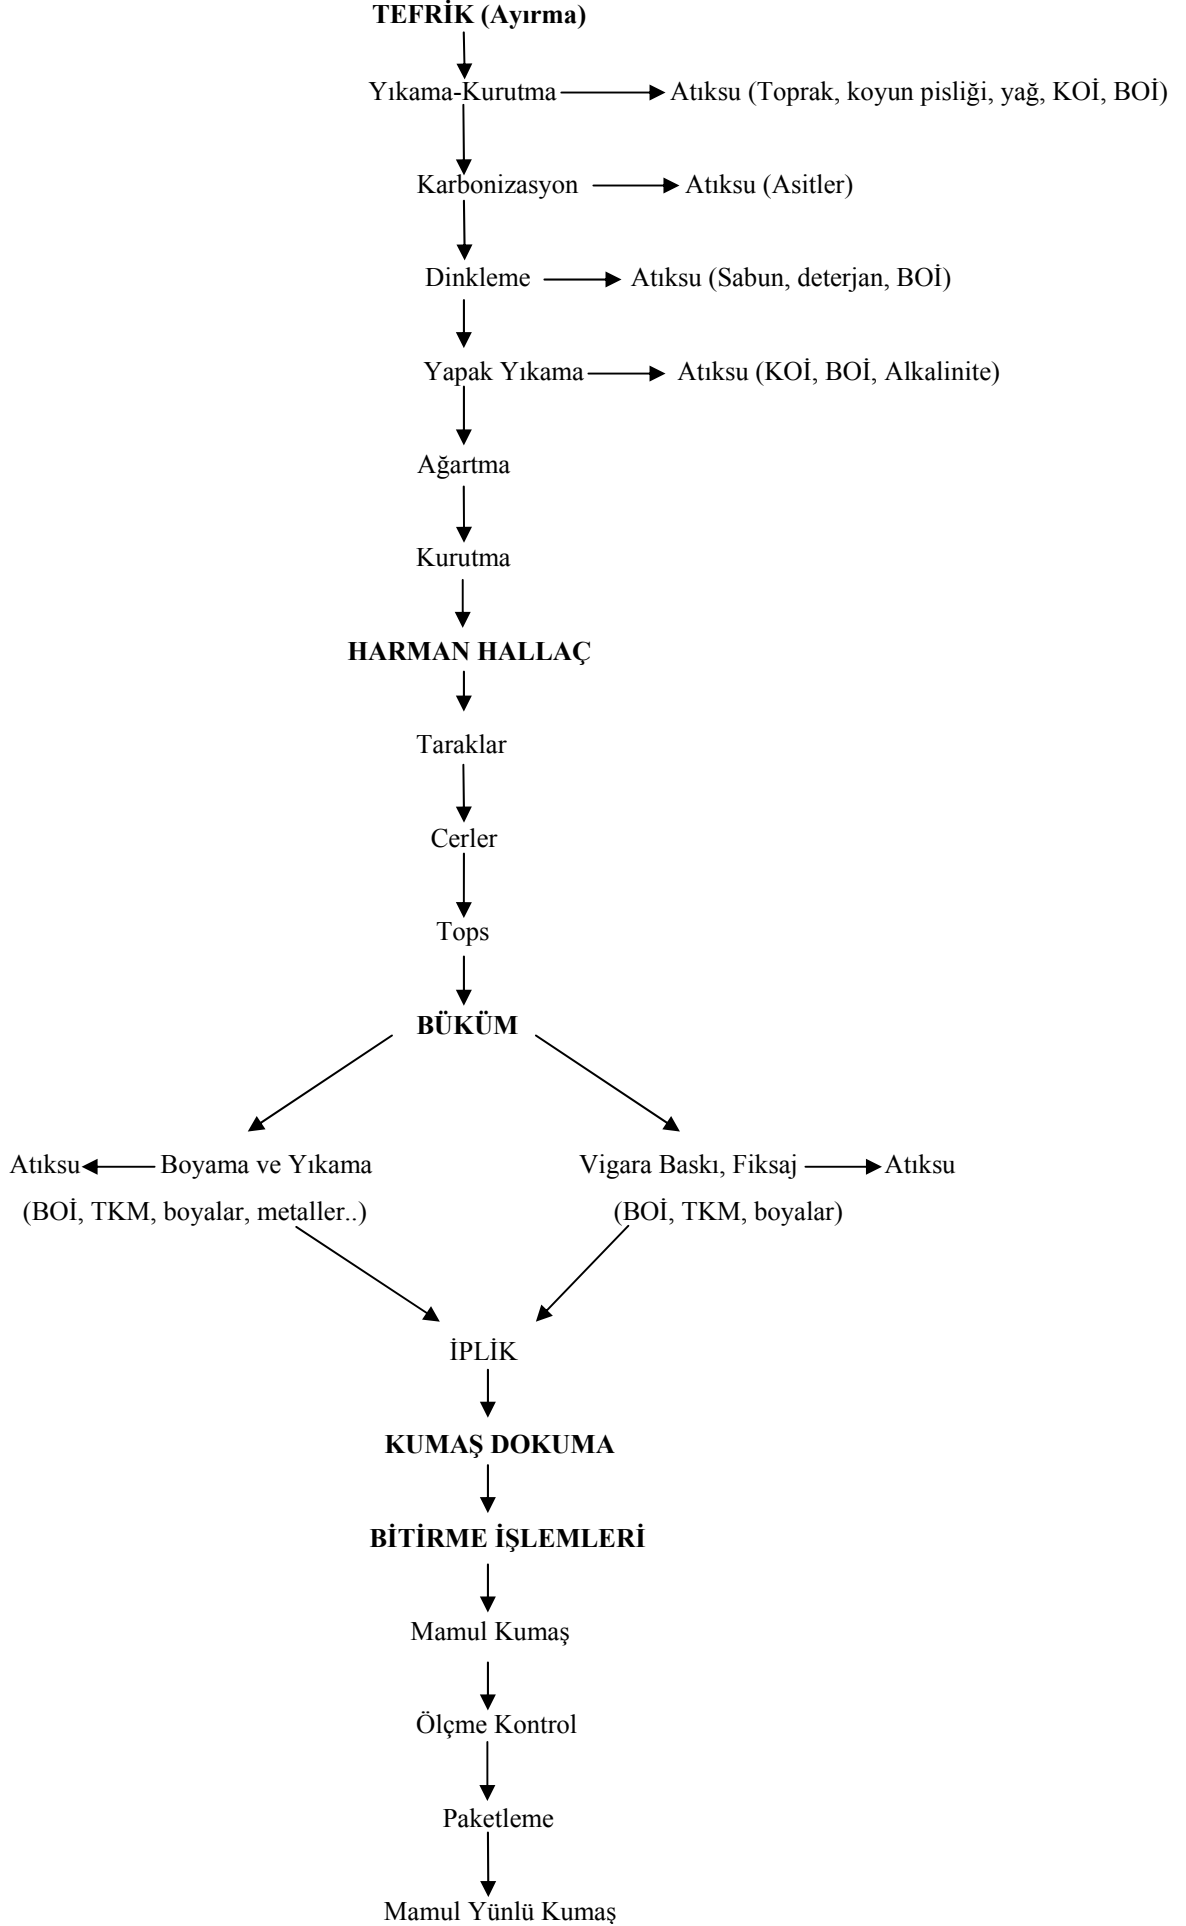 TEFRİK (Ayırma)
Yıkama-Kurutma Atıksu (Toprak, koyun pisliği, yağ, KOİ, BOİ)
Karbonizasyon Atıksu (Asitler)
Dinkleme Atıksu (Sabun, deterjan, BOİ)
Yapak Yıkama Atıksu (KOİ, BOİ, Alkalinite)
Ağartma
Kurutma
HARMAN HALLAÇ
Taraklar
Cerler
Tops
BÜKÜM
Atıksu Boyama ve Yıkama Vigara Baskı, Fiksaj Atıksu
(BOİ, TKM, boyalar, metaller..) (BOİ, TKM, boyalar)
İPLİK
KUMAŞ DOKUMA
BİTİRME İŞLEMLERİ
Mamul Kumaş
Ölçme Kontrol
Paketleme
Mamul Yünlü Kumaş